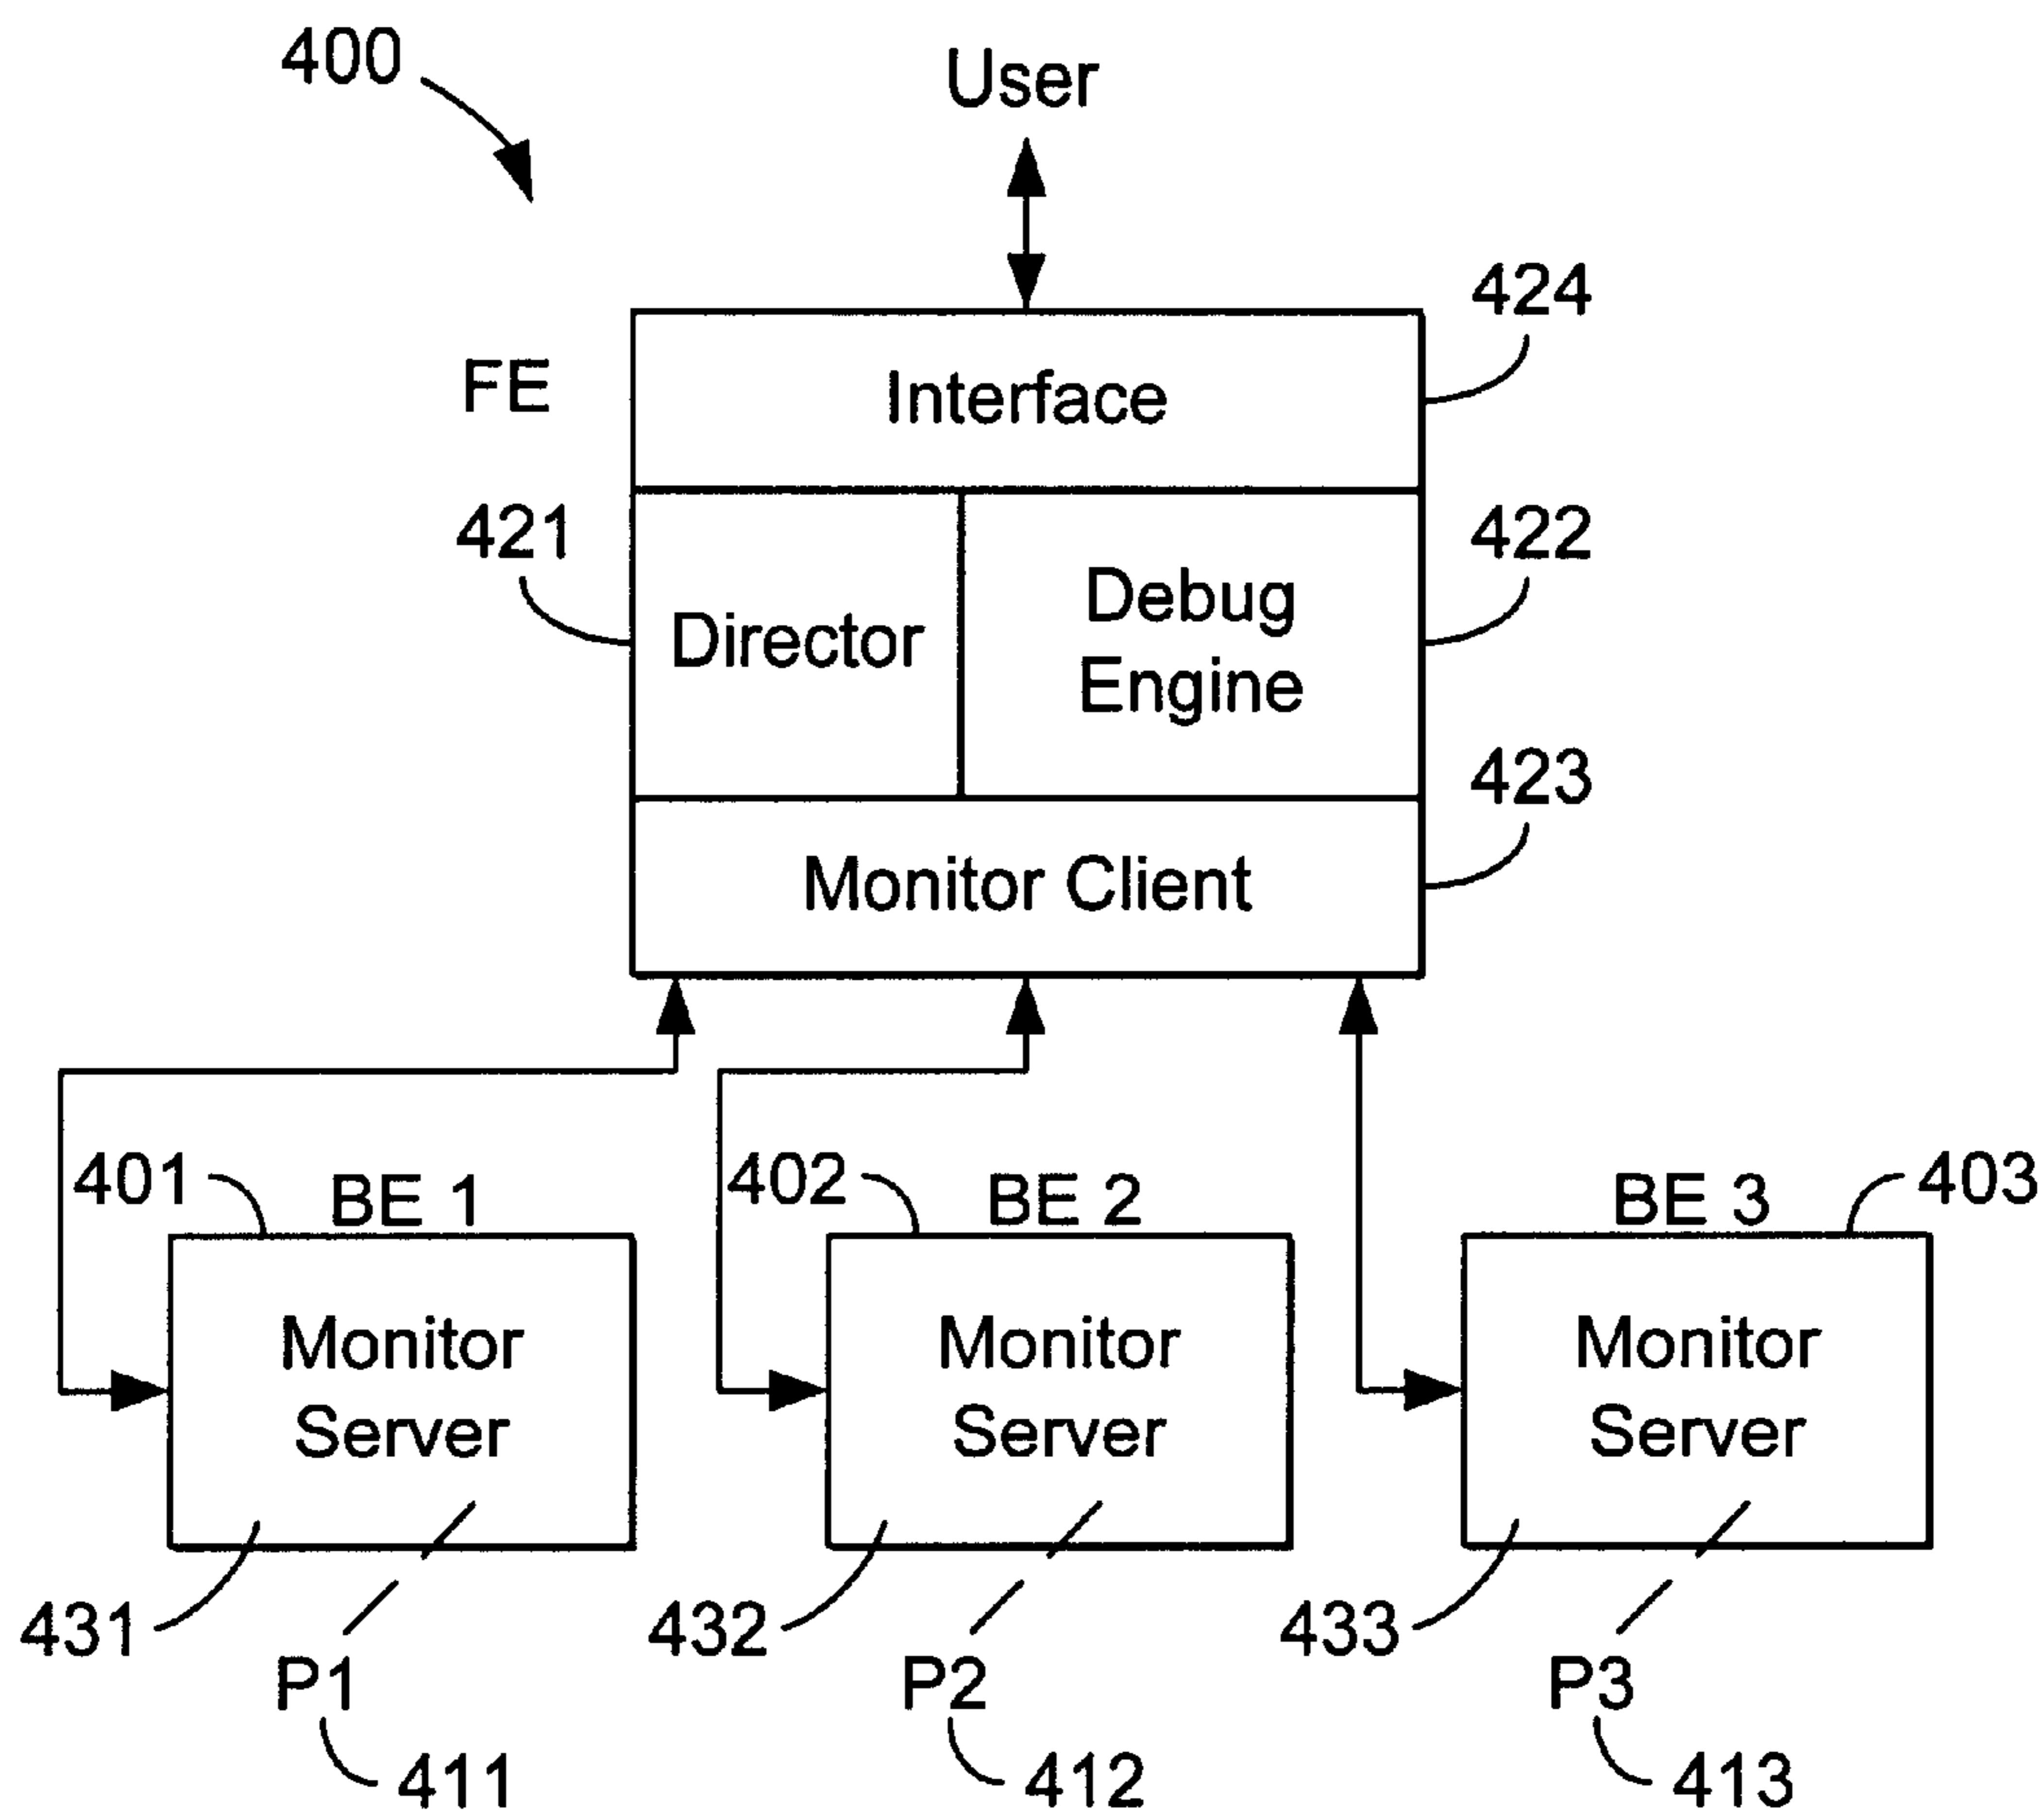 400
User
424
FE
Interface
421
422
Director
Debug
Engine
423
Monitor Client
401
BE 1
402
BE 2
BE 3
403
Monitor
Server
Monitor
Server
Monitor
Server
431
432
433
P1
P2
P3
411
412
413